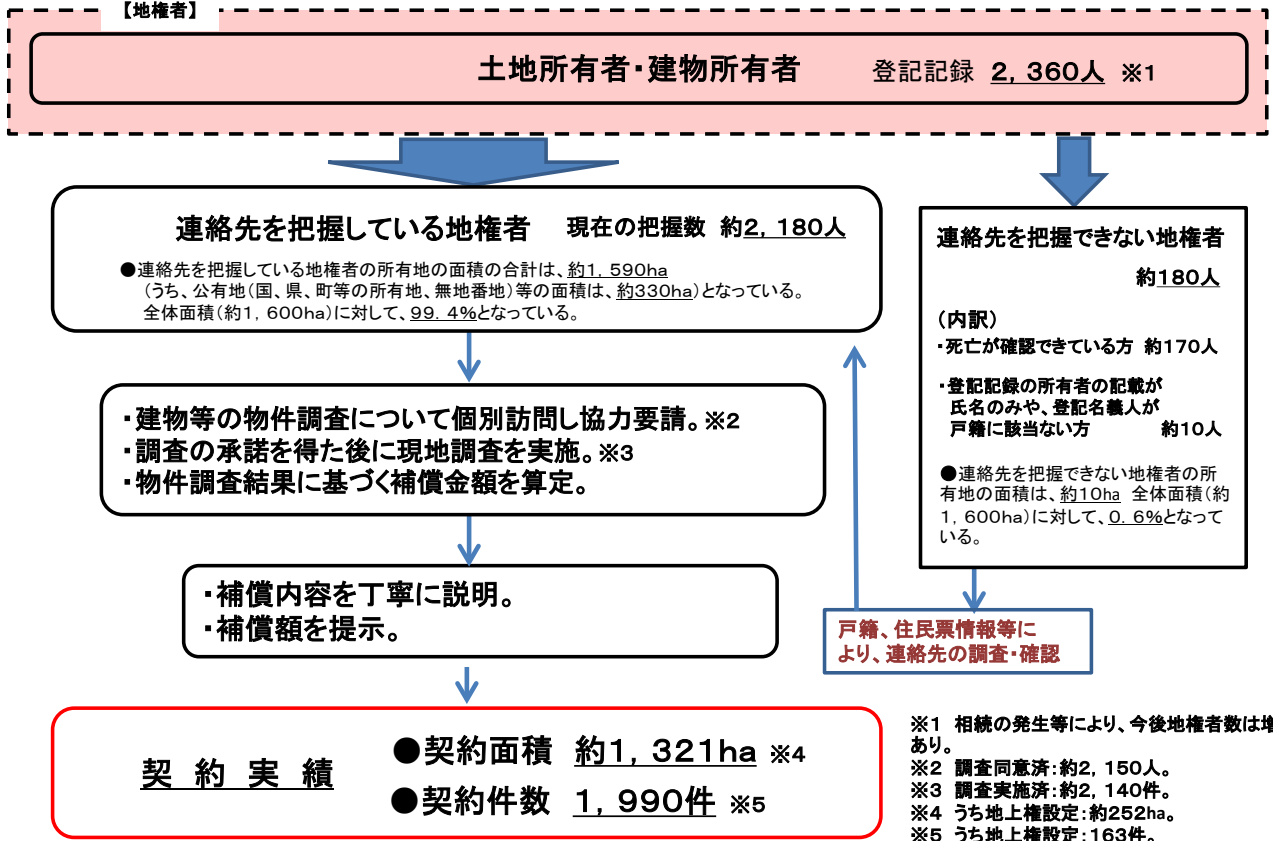 【地権者】
土地所有者・建物所有者　登記記録 2,360人 ※1
連絡先を把握している地権者　現在の把握数 約2,180人
●連絡先を把握している地権者の所有地の面積の合計は、約1,590ha
(うち、公有地(国、県、町等の所有地、無地番地)等の面積は、約330ha)となっている。
全体面積(約1,600ha)に対して、99.4%となっている。
連絡先を把握できない地権者
約180人
(内訳)
・死亡が確認できている方 約170人
・登記記録の所有者の記載が
氏名のみや、登記名義人が
戸籍に該当ない方　約10人
●連絡先を把握できない地権者の所
有地の面積は、約10ha 全体面積(約
1,600ha)に対して、0.6%となって
いる。
・建物等の物件調査について個別訪問し協力要請。※2
・調査の承諾を得た後に現地調査を実施。※3
・物件調査結果に基づく補償金額を算定。
・補償内容を丁寧に説明。
・補償額を提示。
戸籍、住民票情報等に
より、連絡先の調査・確認
契約実績
●契約面積 約1,321ha ※4
●契約件数 1,990件 ※5
※1 相続の発生等により、今後地権者数は増
あり。
※2 調査同意済:約2,150人。
※3 調査実施済:約2,140件。
※4 うち地上権設定:約252ha。
※5 うち地上権設定:163件。